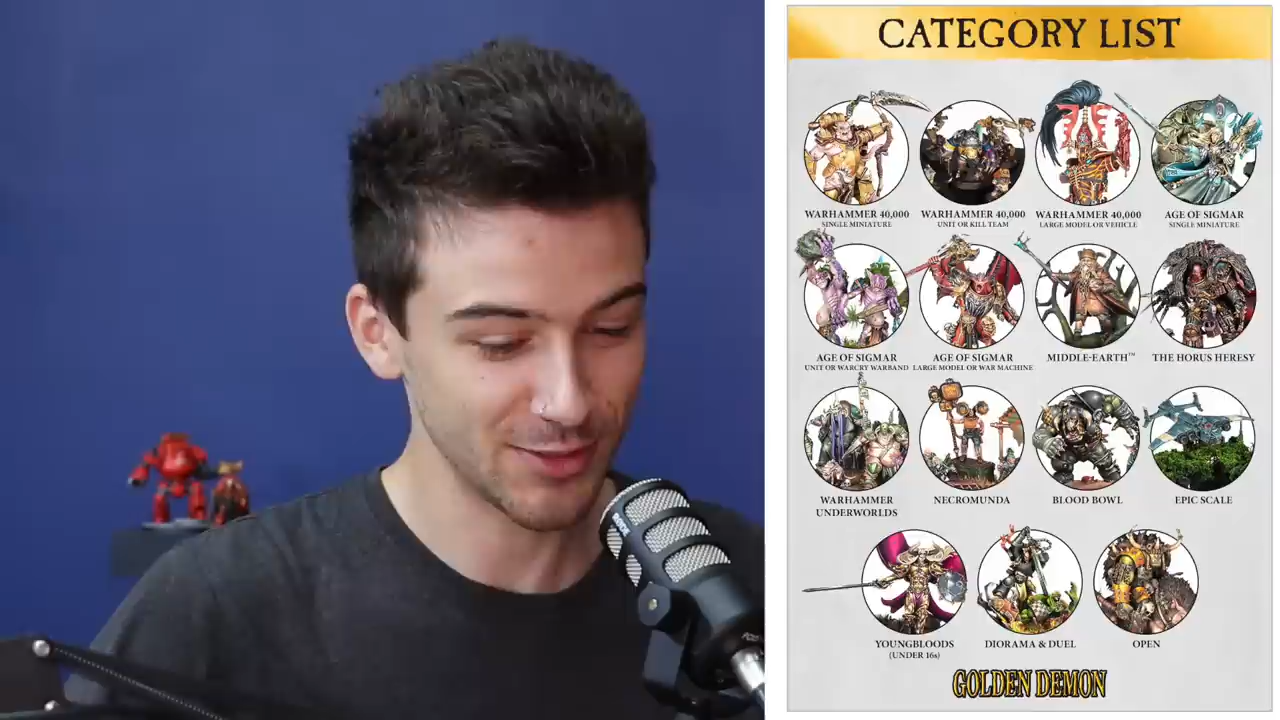 CATEGORY LIST
WARHAMMER 40,000
SINGLE MINIATURE
WARHAMMER 40,000
UNIT OR KILL TEAM
WARHAMMER 40,000
LARGE MODEL OR VEHICLE
AGE OF SIGMAR
SINGLE MINIATURE
AGE OF SIGMAR
UNIT OR WARCRY WARBAND
AGE OF SIGMAR
LARGE MODEL OR WAR MACHINE
MIDDLE-EARTH™
THE HORUS HERESY
WARHAMMER
UNDERWORLDS
NECROMUNDA
BLOOD BOWL
EPIC SCALE
YOUNGBLOODS
(UNDER 16s)
DIORAMA & DUEL
OPEN
GOLDEN DEMON